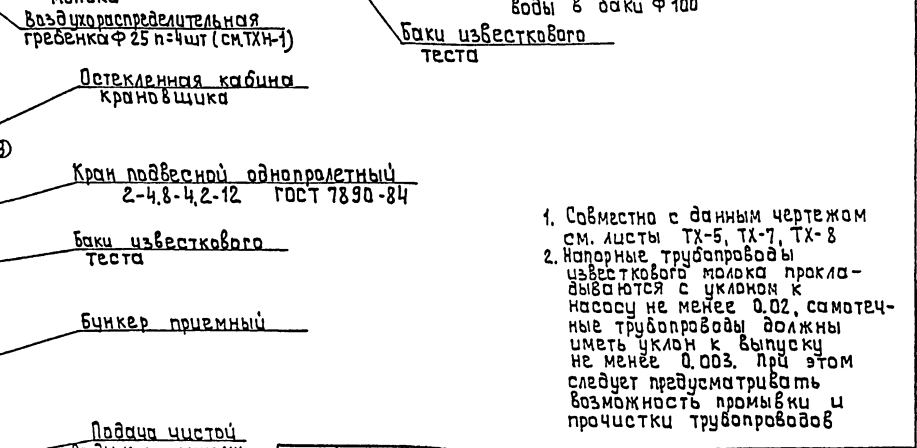 молока
Воздухораспределительная
гребенка Ф 25 n=4шт (см.ТХН-1)
Остекленная кабина
крановщика
Кран подвесной однопролетный
2-4,8-4,2-12 ГОСТ 7890-84
Баки известкового
теста
Бункер приемный
Подача чистой
воды в баки Ф 100
Баки известкового
теста
1. Совместно с данным чертежом
см. листы ТХ-5, ТХ-7, ТХ-8
2. Напорные трубопроводы
известкового молока прокла-
дываются с уклоном к
насосу не менее 0.02, самотеч-
ные трубопроводы должны
иметь уклон к выпуску
не менее 0.003. При этом
следует предусматривать
возможность промывки и
прочистки трубопроводов